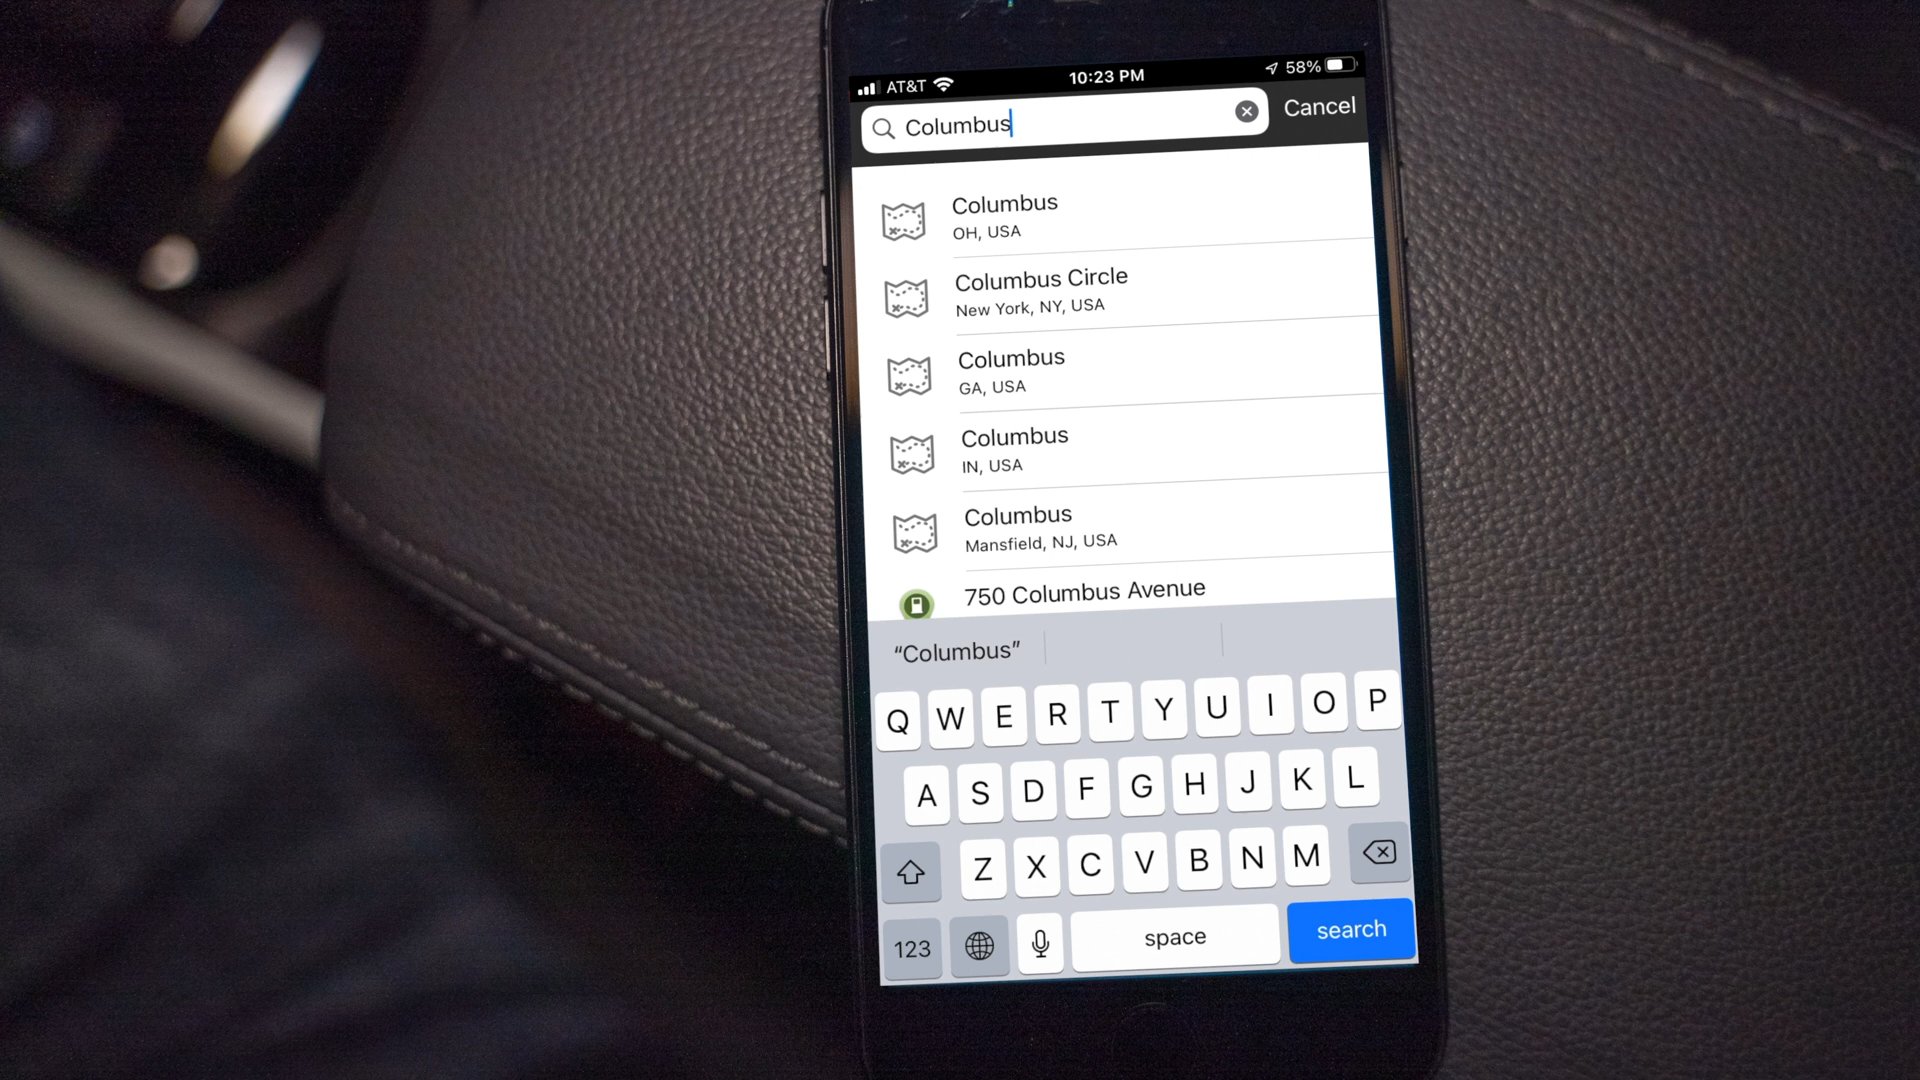 AT&T 10:23 PM 58%
Columbus Cancel
Columbus
OH, USA
Columbus Circle
New York, NY, USA
Columbus
GA, USA
Columbus
IN, USA
Columbus
Mansfield, NJ, USA
750 Columbus Avenue
“Columbus”
Q W E R T Y U I O P
A S D F G H J K L
Z X C V B N M
123 space search